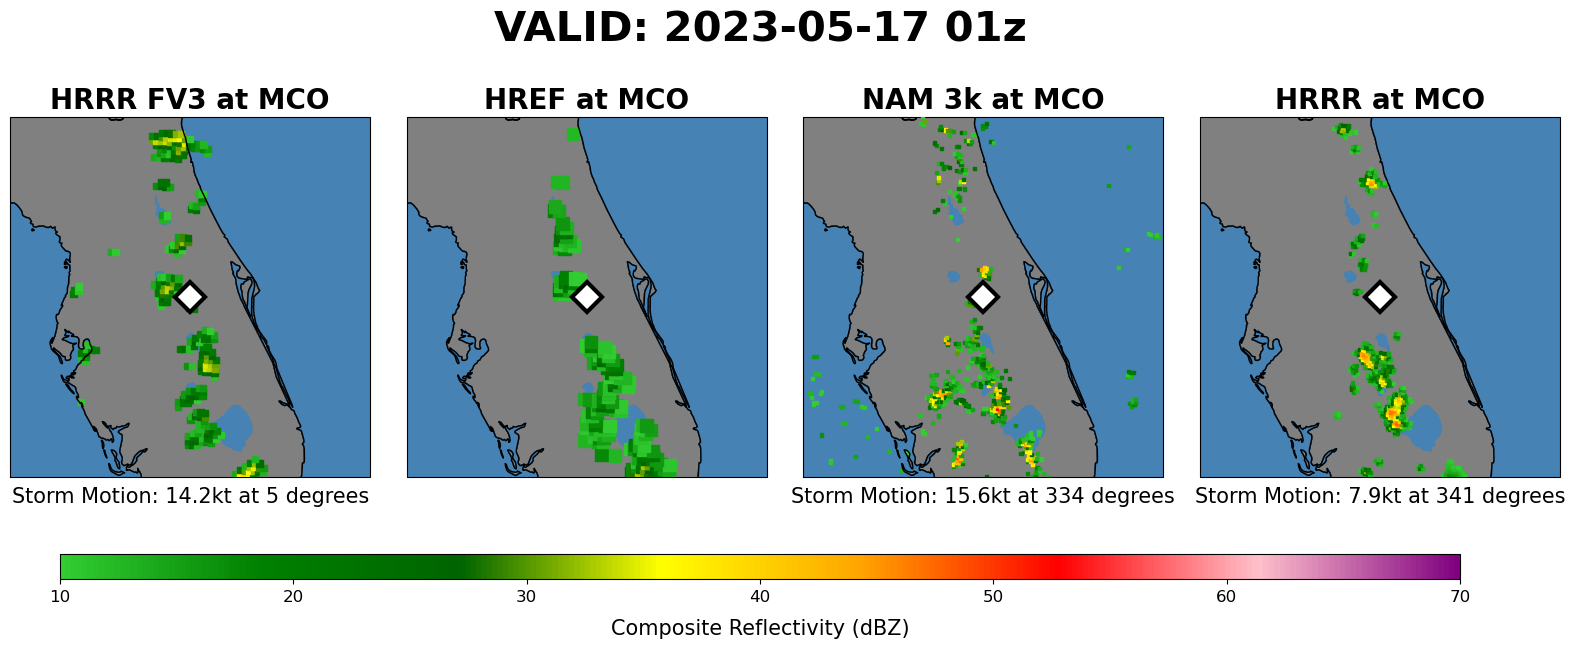 VALID: 2023-05-17 01z
HRRR FV3 at MCO
HREF at MCO
NAM 3k at MCO
HRRR at MCO
Storm Motion: 14.2kt at 5 degrees
Storm Motion: 15.6kt at 334 degrees
Storm Motion: 7.9kt at 341 degrees
10 20 30 40 50 60 70
Composite Reflectivity (dBZ)